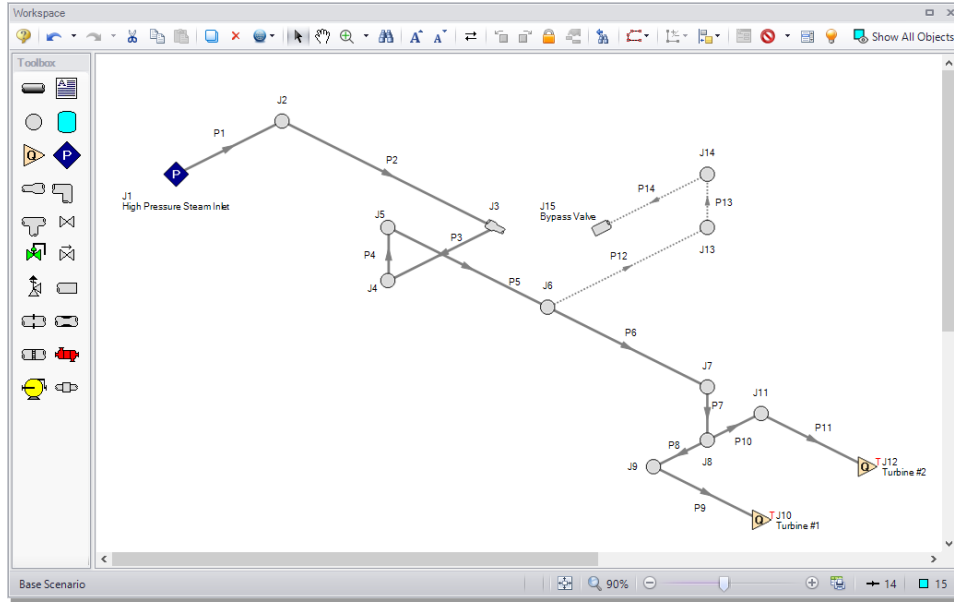 Workspace
A A Show All Objects
Toolbox
A
Q P
J2
P1
P2
J14
P
P14
J1
High Pressure Steam Inlet
J3
J15
Bypass Valve
P13
J5
P3
P12
J13
P4
P5
J6
J4
P6
J7
J11
P7
P11
P10
P8
J8
J9
Q TJ12
Turbine #2
P9
Q TJ10
Turbine #1
Base Scenario 90% 14 15